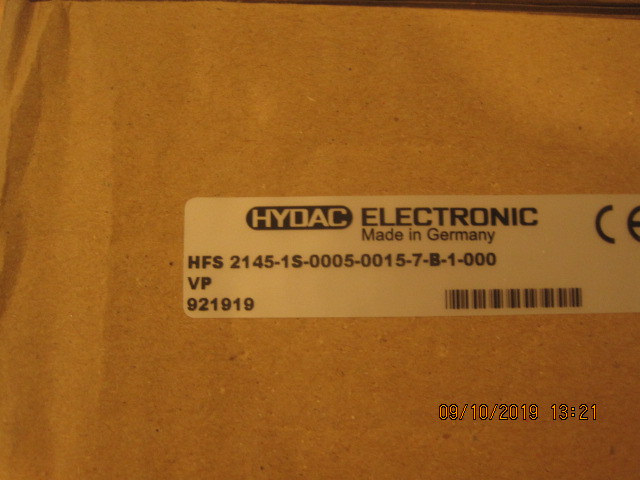 HYDAC ELECTRONIC
Made in Germany
CE
HFS 2145-1S-0005-0015-7-B-1-000
VP
921919
09/10/2019 13:21